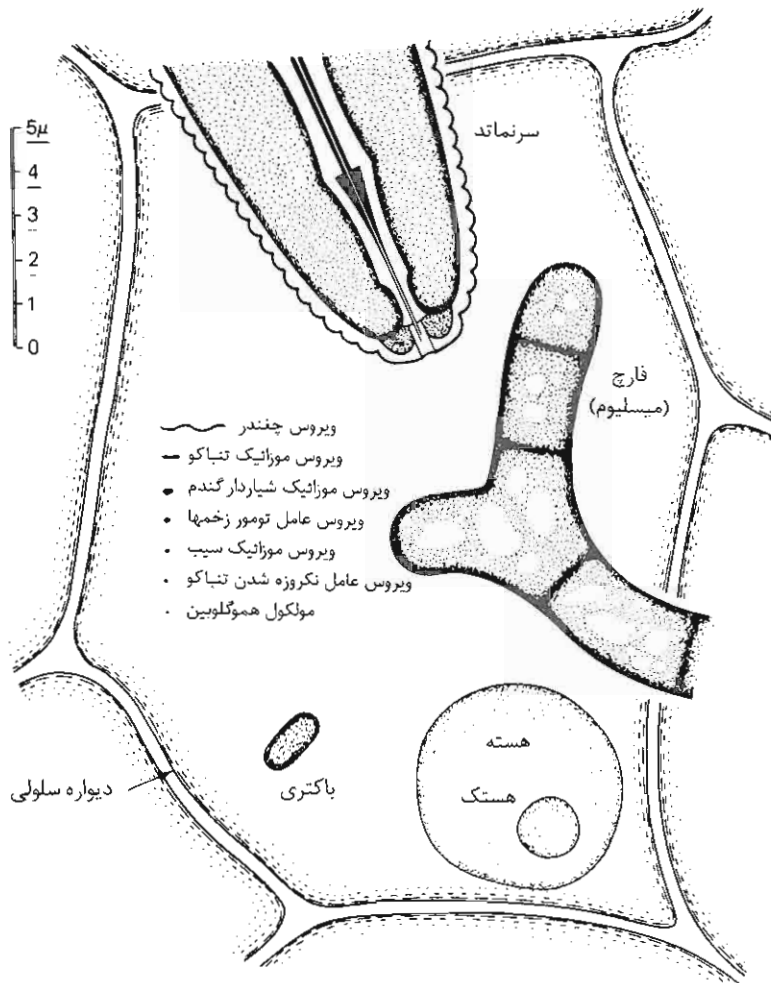 سرنماتد
5μ
4
3
2
1
0
فارچ
(میسلیوم)
ویروس چغندر
ویروس موزائیک تنباکو
ویروس موزائیک شیاردار گندم
ویروس عامل تومور زخمها
ویروس موزائیک سیب
ویروس عامل نکروزه شدن تنباکو
مولکول هموگلوبین
هسته
هستک
باکتری
دیواره سلولی